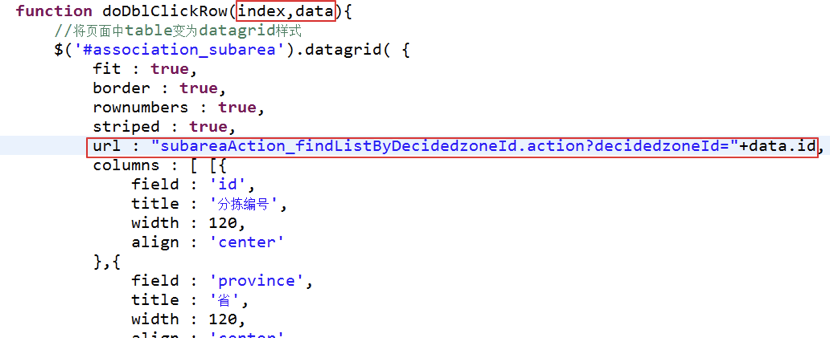 function doDblClickRow(index,data){
//将页面中table变为datagrid样式
$('#association_subarea').datagrid( {
fit : true,
border : true,
rownumbers : true,
striped : true,
url : "subareaAction_findListByDecidedzoneId.action?decidedzoneId="+data.id,
columns : [ [{
field : 'id',
title : '分拣编号',
width : 120,
align : 'center'
},{
field : 'province',
title : '省',
width : 120,
align : 'center'